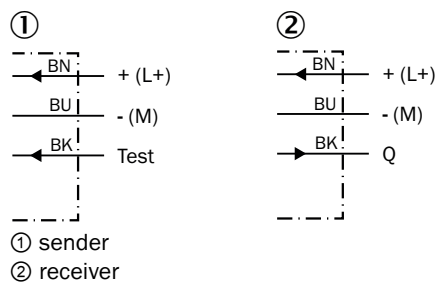 ① ②
BN + (L+) BN + (L+)
BU - (M) BU - (M)
BK Test BK Q
① sender
② receiver